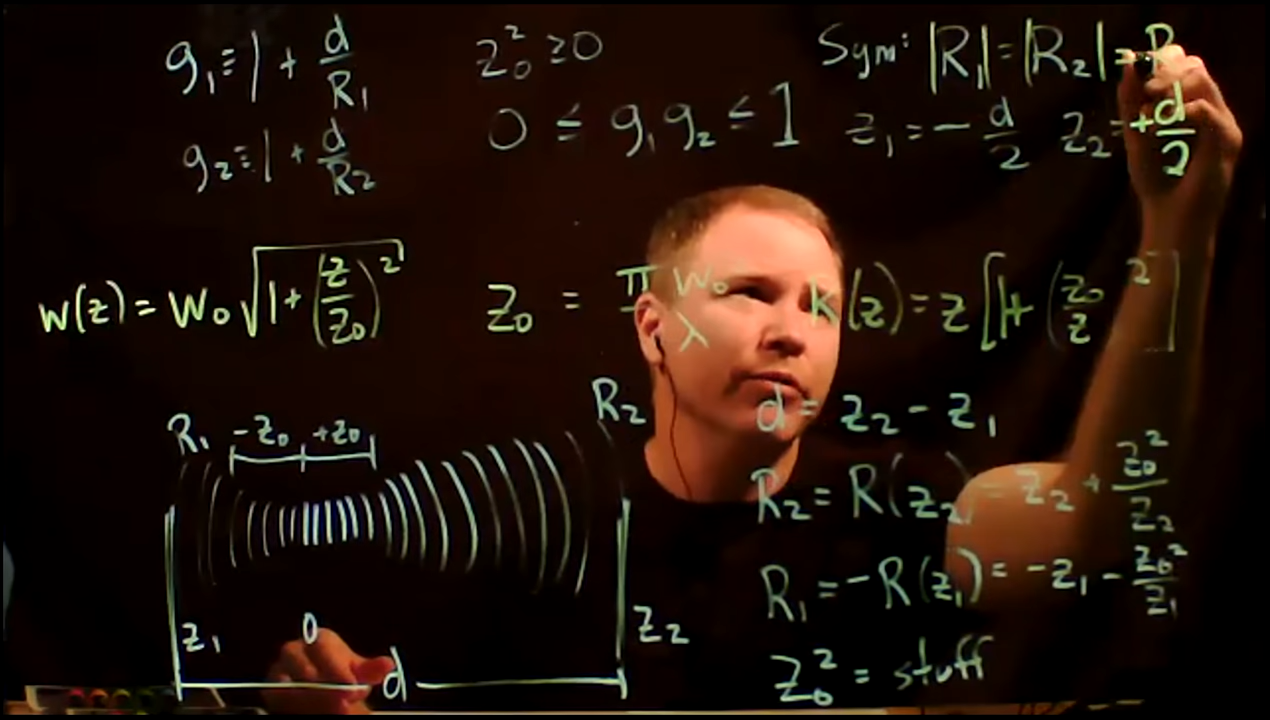 g₁ ≡ 1 + d/R₁
z₀² ≥ 0
Sym: |R₁| = |R₂| = R
g₂ ≡ 1 + d/R₂
0 ≤ g₁g₂ ≤ 1
z₁ = - d/2 z₂ = + d/2
W(z) = W₀ √(1 + (z/z₀)²)
z₀ = π W₀ / λ
(z) = z [1 + (z₀/z)²]
d = z₂ - z₁
R₁ -z₀ +z₀ R₂
R₂ = R(z₂) = z₂ + z₀²/z₂
R₁ = -R(z₁) = -z₁ - z₀²/z₁
z₁ 0 z₂
z₀² = stuff
d